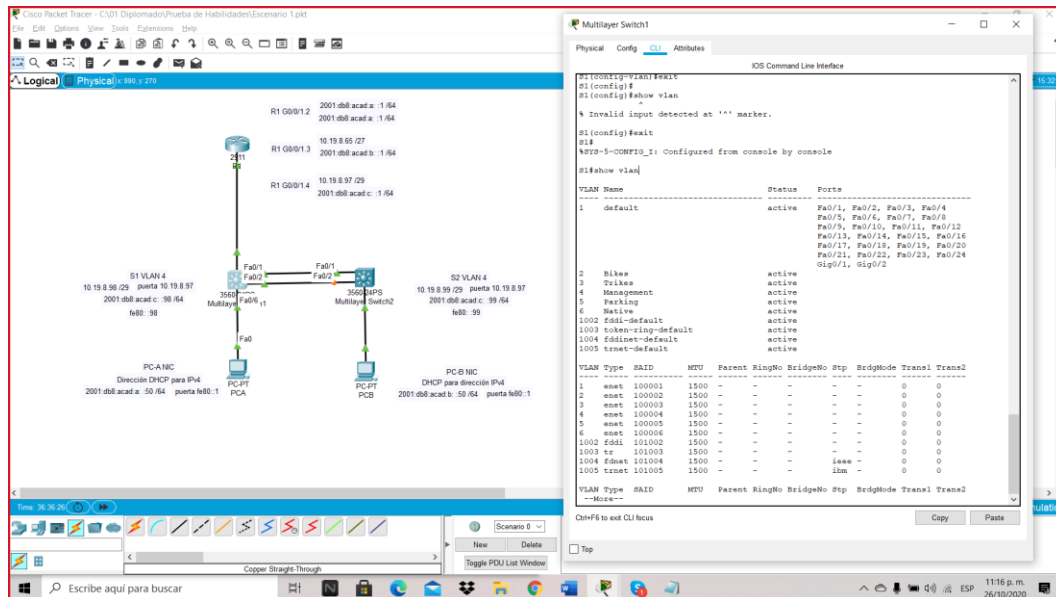 Cisco Packet Tracer - C:\01 Diplomado\Prueba de Habilidades\Escenario 1.pkt
File Edit Options View Tools Extensions Help
Logical Physical x: 990, y: 270
R1 G0/0/1.2 2001:db8:acad:a: :1 /64
2001:db8:acad:a: :1 /64
R1 G0/0/1.3 10.19.8.65 /27
2001:db8:acad:b: :1 /64
2911
R1
R1 G0/0/1.4 10.19.8.97 /29
2001:db8:acad:c: :1 /64
Fa0/1 Fa0/1
Fa0/2 Fa0/2
S1 VLAN 4
10.19.8.98 /29 puerta 10.19.8.97
2001:db8:acad:c: :98 /64
fe80: :98
Fa0/6
3560-24PS
Multilayer Switch2
S2 VLAN 4
10.19.8.99 /29 puerta 10.19.8.97
2001:db8:acad:c: :99 /64
fe80: :99
Fa0
PC-A NIC
Dirección DHCP para IPv4
2001:db8:acad:a: :50 /64 puerta fe80::1
PC-PT
PCA
PC-PT
PCB
PC-B NIC
DHCP para dirección IPv4
2001:db8:acad:b: :50 /64 puerta fe80::1
Time: 36:36:26
Scenario 0
New Delete
Toggle PDU List Window
Copper Straight-Through
Multilayer Switch1
Physical Config CLI Attributes
IOS Command Line Interface
S1(config-vlan)#exit
S1(config)#
S1(config)#show vlan
^
% Invalid input detected at '^' marker.
S1(config)#exit
S1#
%SYS-5-CONFIG_I: Configured from console by console
S1#show vlan
VLAN Name Status Ports
---- -------------------------------- --------- -------------------------------
1 default active Fa0/1, Fa0/2, Fa0/3, Fa0/4
Fa0/5, Fa0/6, Fa0/7, Fa0/8
Fa0/9, Fa0/10, Fa0/11, Fa0/12
Fa0/13, Fa0/14, Fa0/15, Fa0/16
Fa0/17, Fa0/18, Fa0/19, Fa0/20
Fa0/21, Fa0/22, Fa0/23, Fa0/24
Gig0/1, Gig0/2
2 Bikes active
3 Trikes active
4 Management active
5 Parking active
6 Native active
1002 fddi-default active
1003 token-ring-default active
1004 fddinet-default active
1005 trnet-default active
VLAN Type SAID MTU Parent RingNo BridgeNo Stp BrdgMode Trans1 Trans2
---- ----- ---------- ----- ------ ------ -------- ---- -------- ------ ------
1 enet 100001 1500 - - - - - 0 0
2 enet 100002 1500 - - - - - 0 0
3 enet 100003 1500 - - - - - 0 0
4 enet 100004 1500 - - - - - 0 0
5 enet 100005 1500 - - - - - 0 0
6 enet 100006 1500 - - - - - 0 0
1002 fddi 101002 1500 - - - - - 0 0
1003 tr 101003 1500 - - - - - 0 0
1004 fdnet 101004 1500 - - - ieee - 0 0
1005 trnet 101005 1500 - - - ibm - 0 0
VLAN Type SAID MTU Parent RingNo BridgeNo Stp BrdgMode Trans1 Trans2
--More--
Ctrl+F6 to exit CLI focus
Copy Paste
Top
Escribe aquí para buscar
ESP
11:16 p. m.
26/10/2020